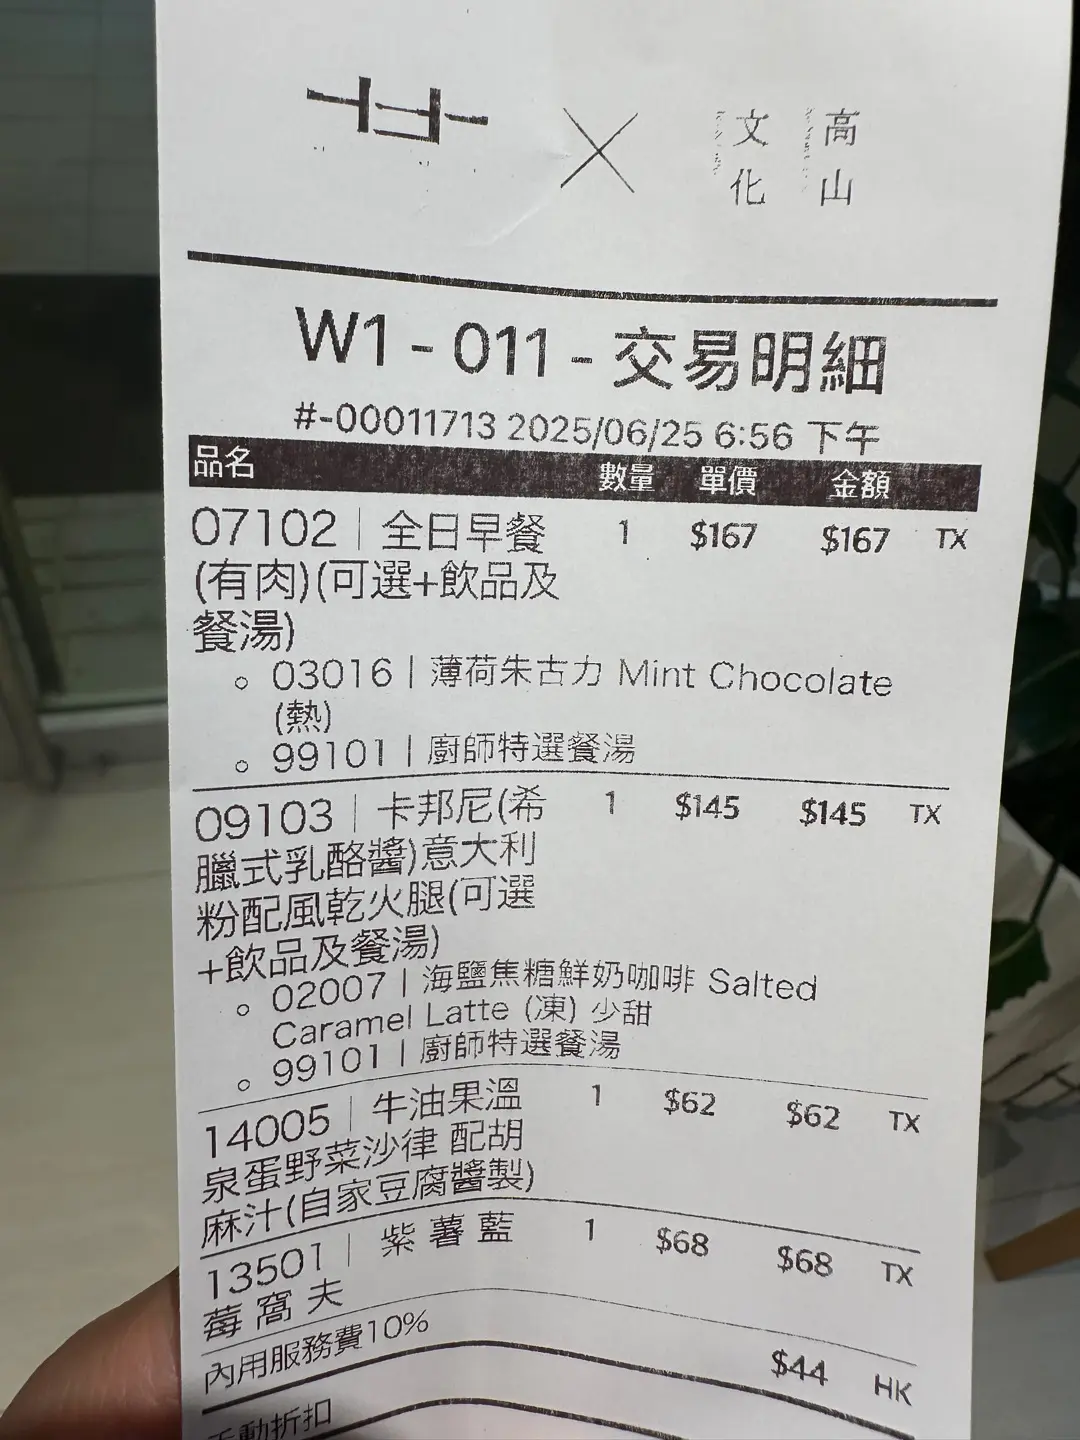 高山
文化
W1 - 011 - 交易明細
#-00011713 2025/06/25 6:56 下午
品名 數量 單價 金額
07102 | 全日早餐 1 $167 $167 TX
(有肉)(可選+飲品及
餐湯)
。 03016 | 薄荷朱古力 Mint Chocolate
(熱)
。 99101 | 廚師特選餐湯
09103 | 卡邦尼(希 1 $145 $145 TX
臘式乳酪醬)意大利
粉配風乾火腿(可選
+飲品及餐湯)
。 02007 | 海鹽焦糖鮮奶咖啡 Salted
Caramel Latte (凍) 少甜
。 99101 | 廚師特選餐湯
14005 | 牛油果溫 1 $62 $62 TX
泉蛋野菜沙律 配胡
麻汁(自家豆腐醬製)
13501 | 紫薯藍 1 $68 $68 TX
莓窩夫
內用服務費10% $44 HK
動折扣